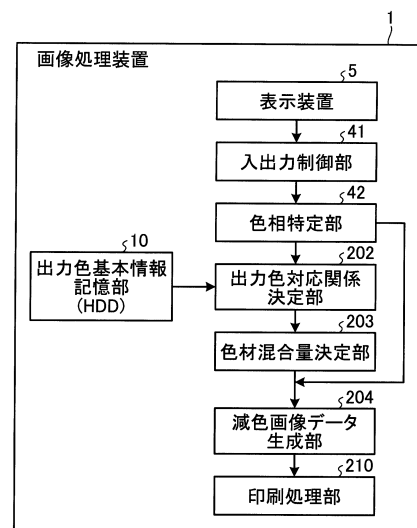 1
画像処理装置
5
表示装置
41
入出力制御部
42
色相特定部
10
出力色基本情報
記憶部
(HDD)
202
出力色対応関係
決定部
203
色材混合量決定部
204
減色画像データ
生成部
210
印刷処理部